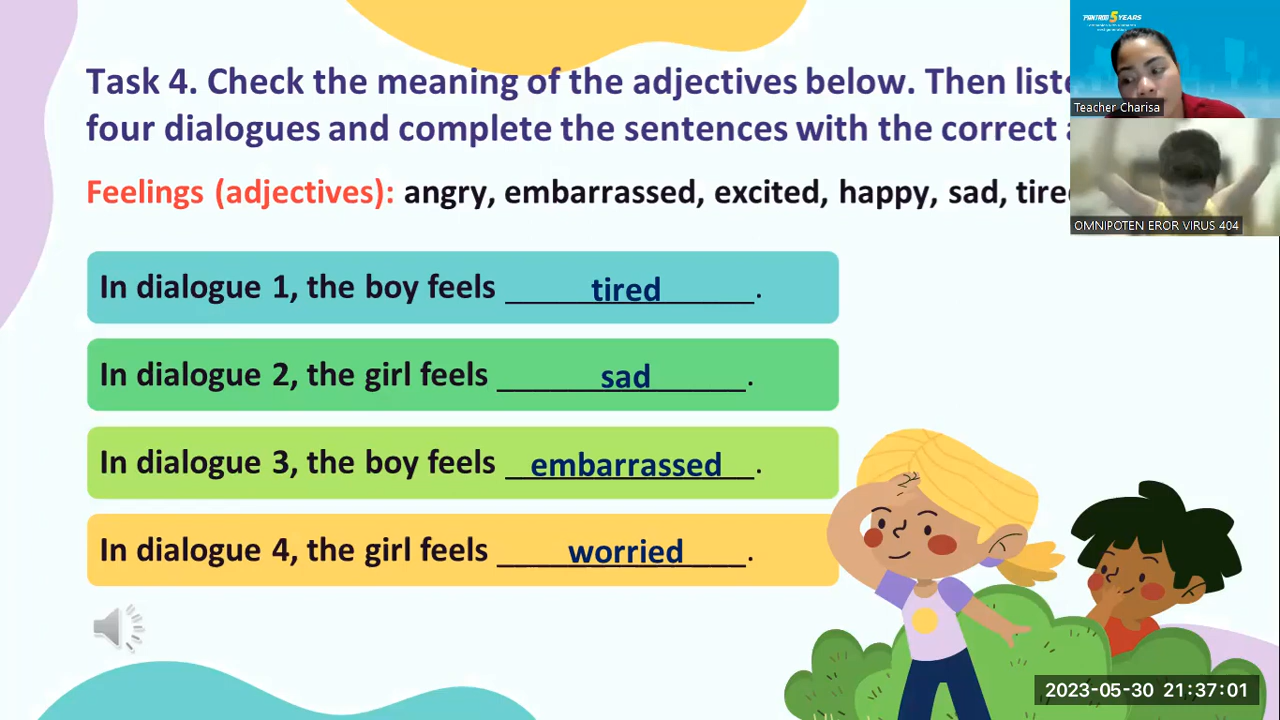 Task 4. Check the meaning of the adjectives below. Then
four dialogues and complete the sentences with the correct
Feelings (adjectives): angry, embarrassed, excited, happy, sad,
In dialogue 1, the boy feels tired.
In dialogue 2, the girl feels sad.
In dialogue 3, the boy feels embarrassed.
In dialogue 4, the girl feels worried.
5 YEARS
Teacher Charisa
OMNIPOTEN EROR VIRUS 404
2023-05-30 21:37:01